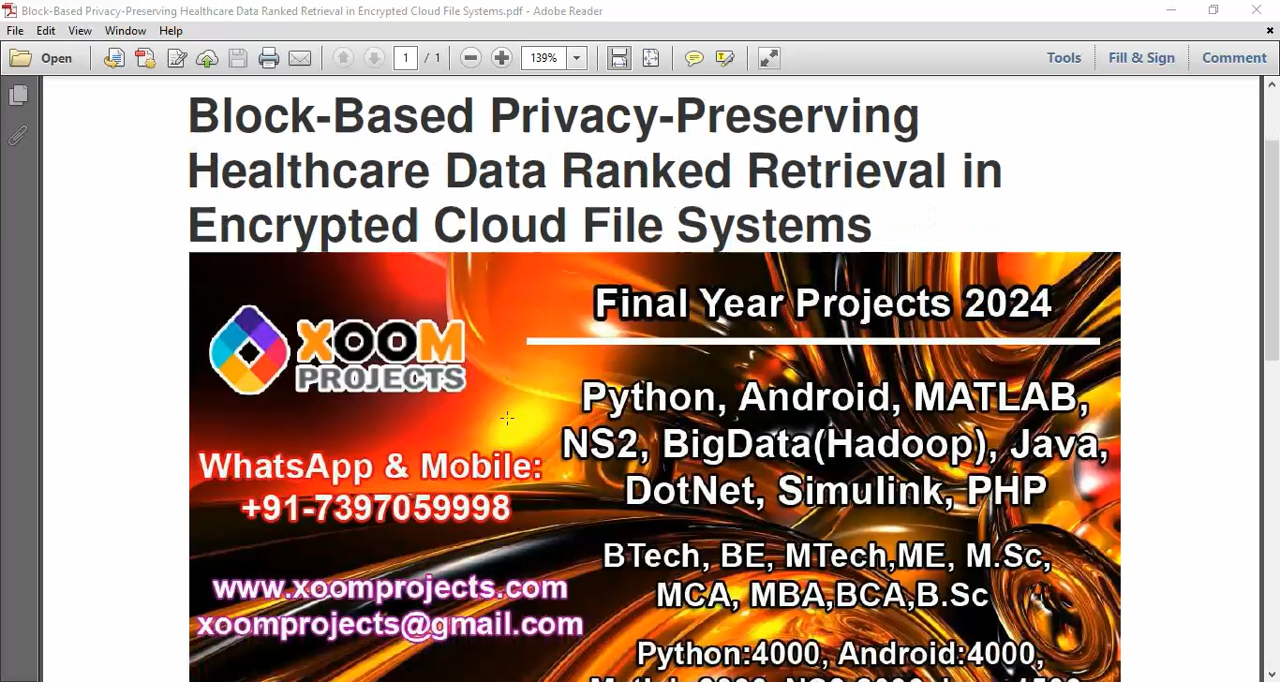 Block-Based Privacy-Preserving Healthcare Data Ranked Retrieval in Encrypted Cloud File Systems.pdf - Adobe Reader
File Edit View Window Help
Open 1 / 1 139% Tools Fill & Sign Comment
Block-Based Privacy-Preserving
Healthcare Data Ranked Retrieval in
Encrypted Cloud File Systems
XOOM
PROJECTS
WhatsApp & Mobile:
+91-7397059998
www.xoomprojects.com
xoomprojects@gmail.com
Final Year Projects 2024
Python, Android, MATLAB,
NS2, BigData(Hadoop), Java,
DotNet, Simulink, PHP
BTech, BE, MTech,ME, M.Sc,
MCA, MBA,BCA,B.Sc
Python:4000, Android:4000,